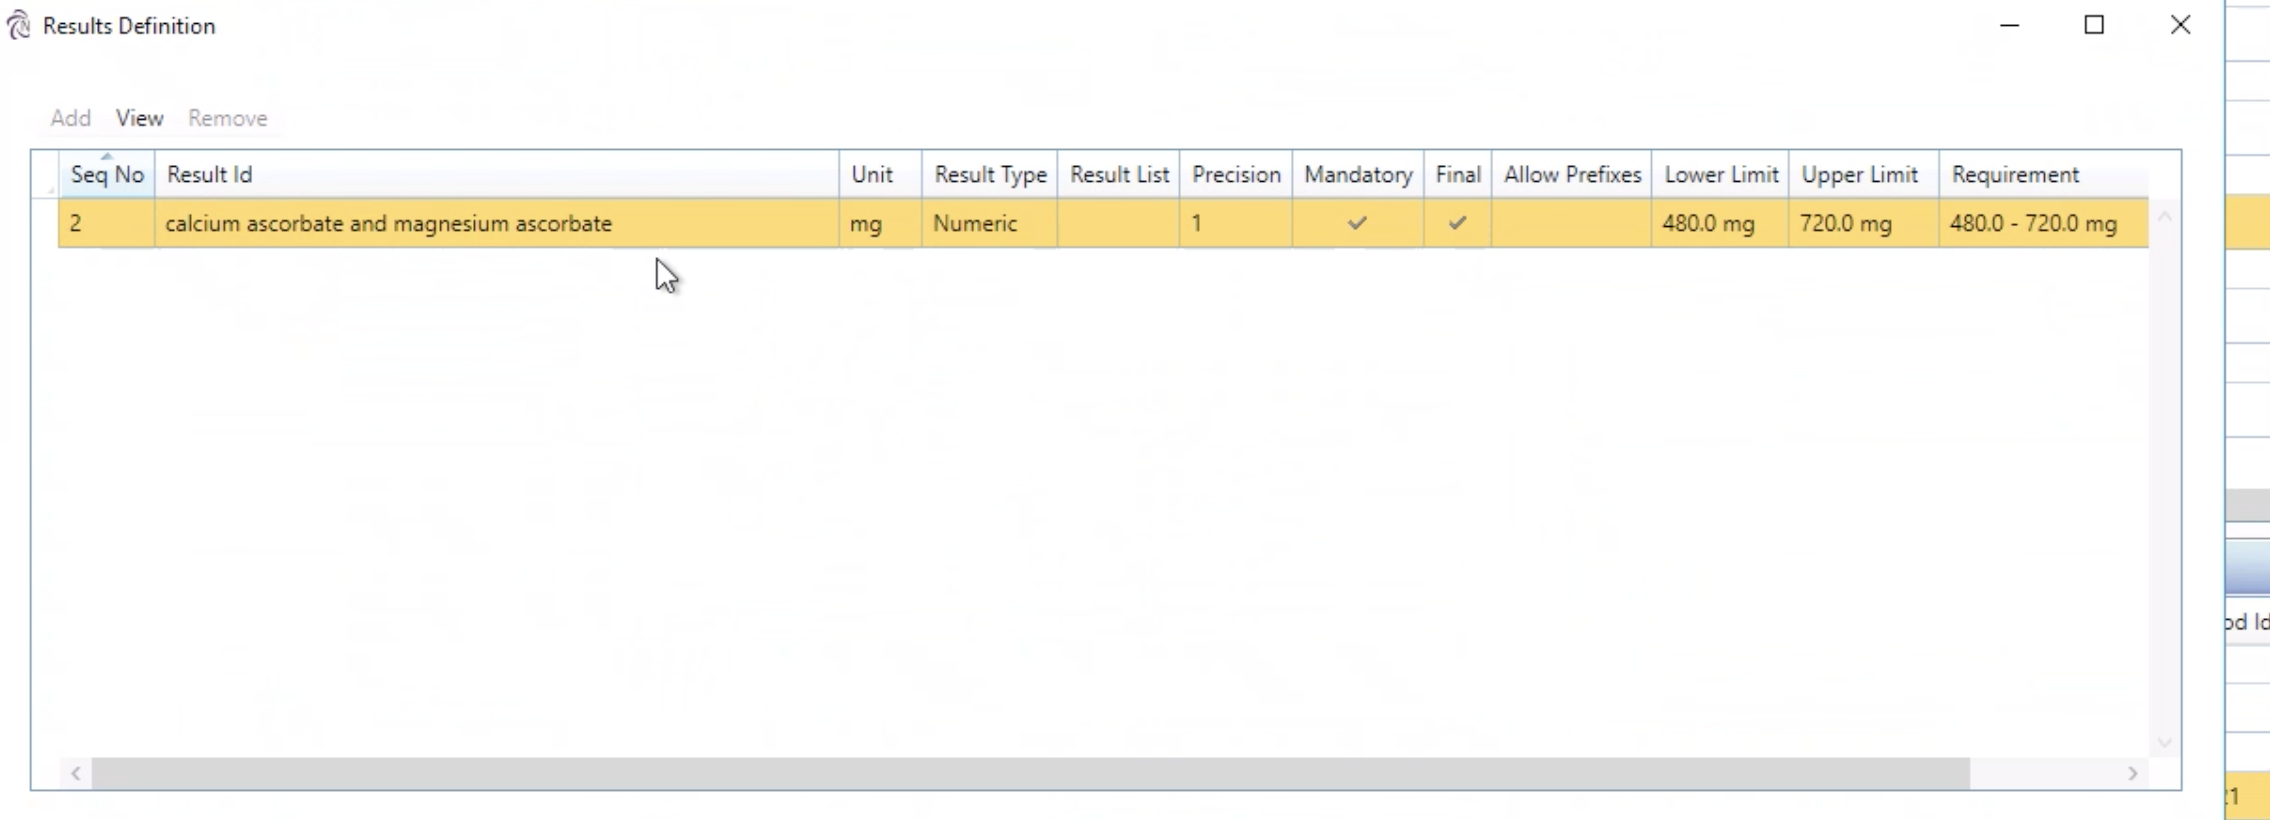 Results Definition
Add View Remove
Seq No Result Id Unit Result Type Result List Precision Mandatory Final Allow Prefixes Lower Limit Upper Limit Requirement
2 calcium ascorbate and magnesium ascorbate mg Numeric 1 480.0 mg 720.0 mg 480.0 - 720.0 mg
Id